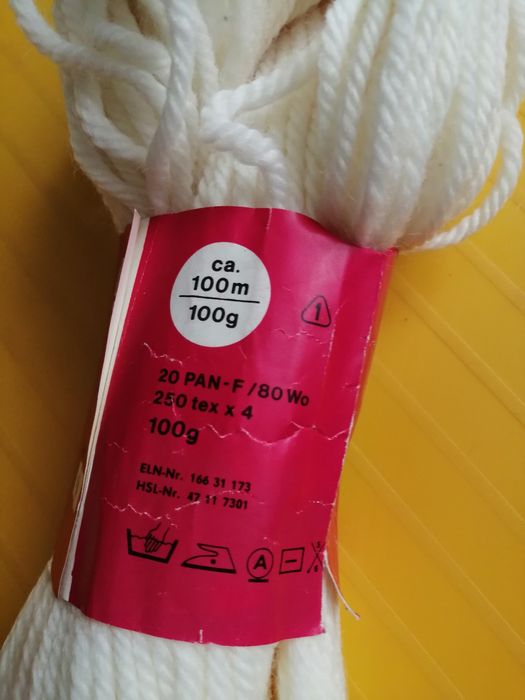 ca.
100 m
100g
1
20 PAN-F/80 Wo
250 tex x 4
100g
ELN-Nr. 166 31 173
HSL-Nr. 47 11 7301
A